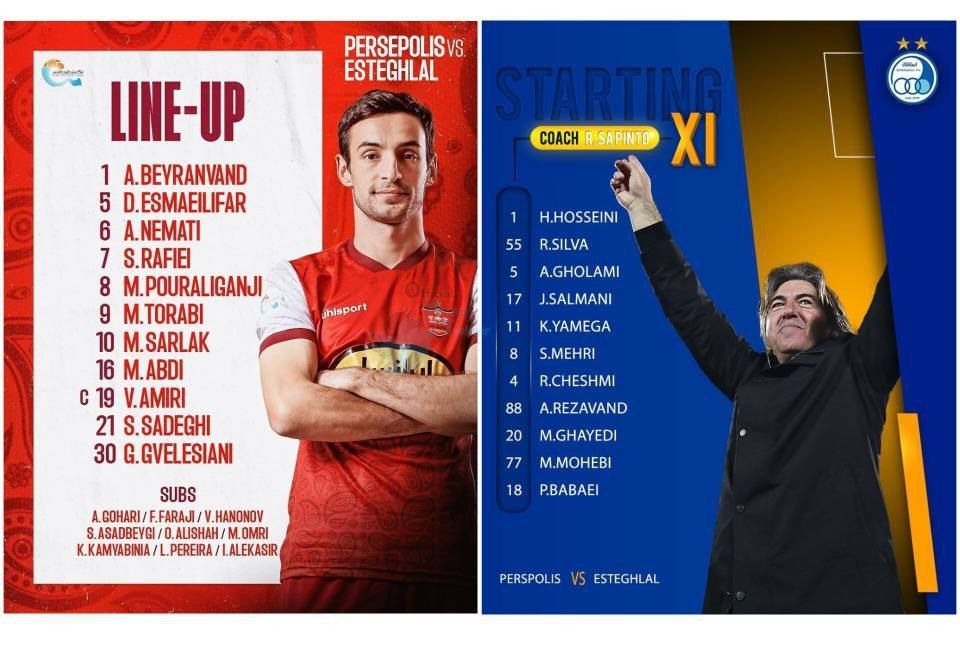 PERSEPOLIS VS.
ESTEGHLAL
LINE-UP
1 A.BEYRANVAND
5 D.ESMAEILIFAR
6 A.NEMATI
7 S.RAFIEI
8 M.POURALIGANJI
9 M.TORABI
10 M.SARLAK
16 M.ABDI
C 19 V.AMIRI
21 S.SADEGHI
30 G.GVELESIANI
SUBS
A.GOHARI / F.FARAJI / V.HANONOV
S.ASADBEYGI / O.ALISHAH / M.OMRI
K.KAMYABINIA / L.PEREIRA / I.ALEKASIR
uhlsport
Official
STARTING
XI
COACH R.SAPINTO
1 H.HOSSEINI
55 R.SILVA
5 A.GHOLAMI
17 J.SALMANI
11 K.YAMEGA
8 S.MEHRI
4 R.CHESHMI
88 A.REZAVAND
20 M.GHAYEDI
77 M.MOHEBI
18 P.BABAEI
PERSPOLIS VS ESTEGHLAL